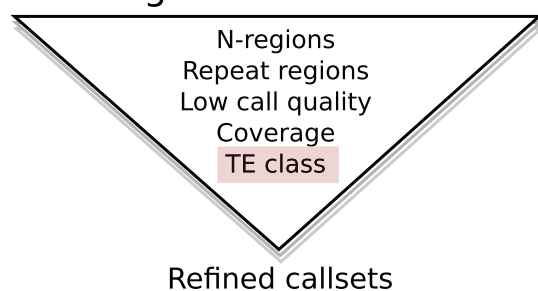 N-regions
Repeat regions
Low call quality
Coverage
TE class
Refined callsets